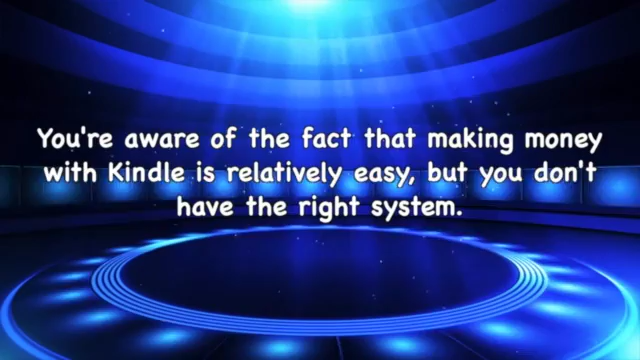 You're aware of the fact that making money
with Kindle is relatively easy, but you don't
have the right system.